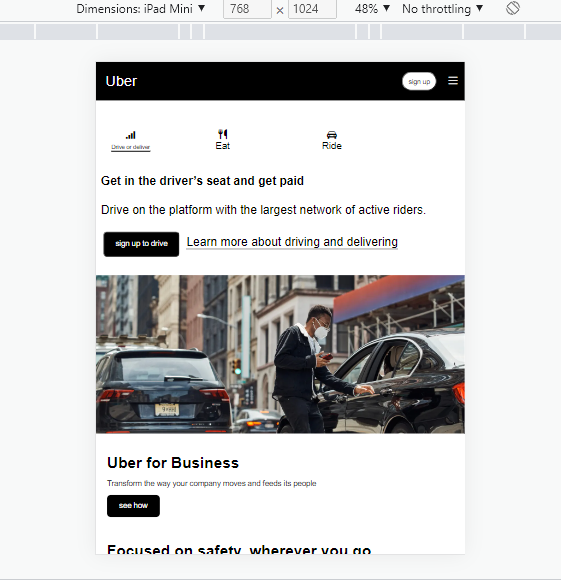 Dimensions: iPad Mini ▼ 768 × 1024 48% ▼ No throttling ▼
Uber sign up
Drive or deliver Eat Ride
Get in the driver's seat and get paid
Drive on the platform with the largest network of active riders.
sign up to drive Learn more about driving and delivering
Uber for Business
Transform the way your company moves and feeds its people
see how
Focused on safety, wherever you go